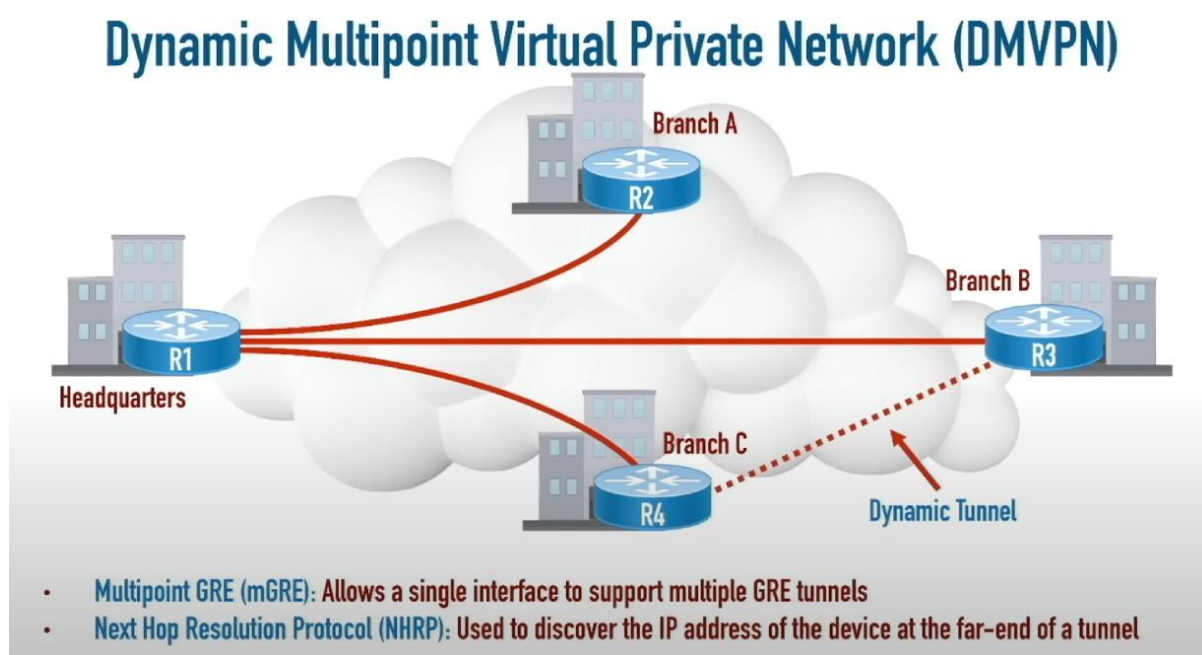 Dynamic Multipoint Virtual Private Network (DMVPN)
Branch A
R2
Branch B
R1
R3
Headquarters
Branch C
R4
Dynamic Tunnel
• Multipoint GRE (mGRE): Allows a single interface to support multiple GRE tunnels
• Next Hop Resolution Protocol (NHRP): Used to discover the IP address of the device at the far-end of a tunnel